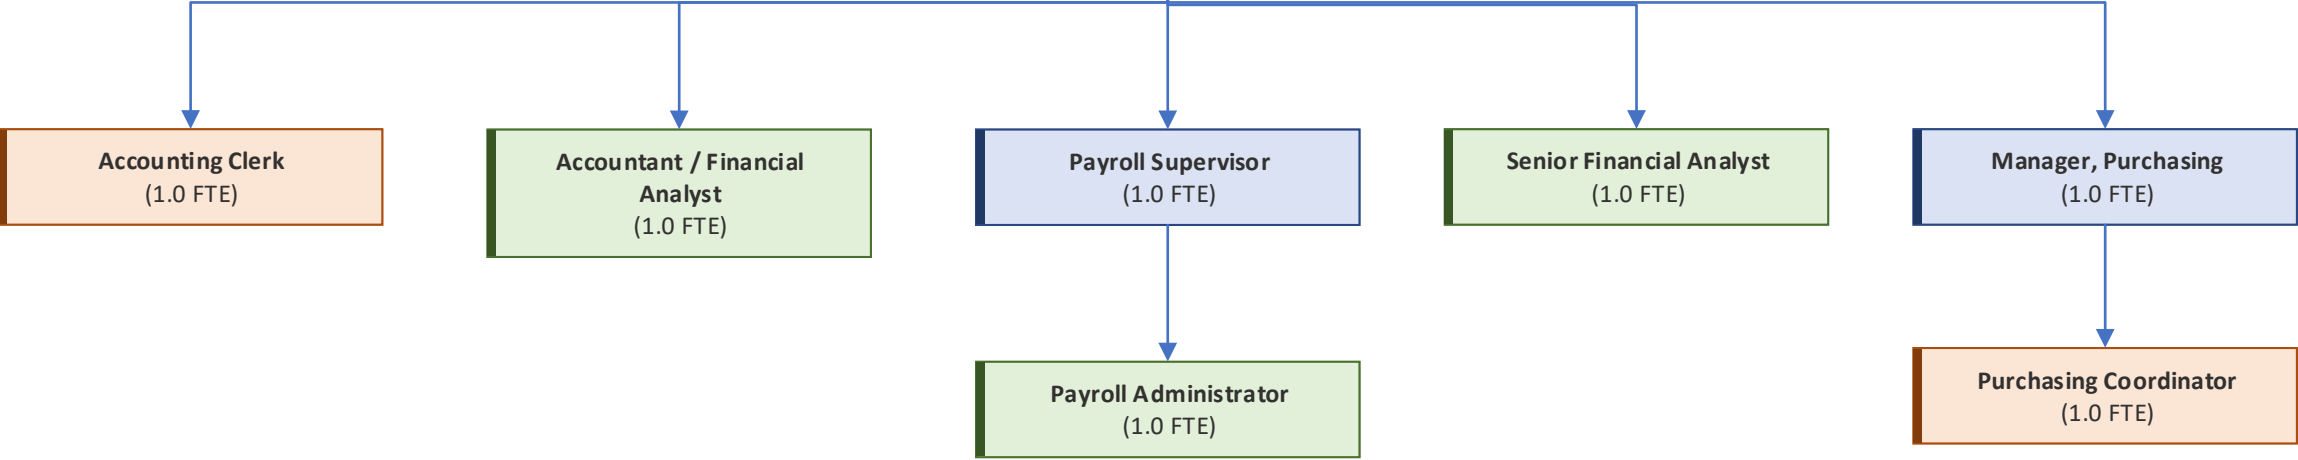 Accounting Clerk
(1.0 FTE)
Accountant / Financial
Analyst
(1.0 FTE)
Payroll Supervisor
(1.0 FTE)
Senior Financial Analyst
(1.0 FTE)
Manager, Purchasing
(1.0 FTE)
Payroll Administrator
(1.0 FTE)
Purchasing Coordinator
(1.0 FTE)